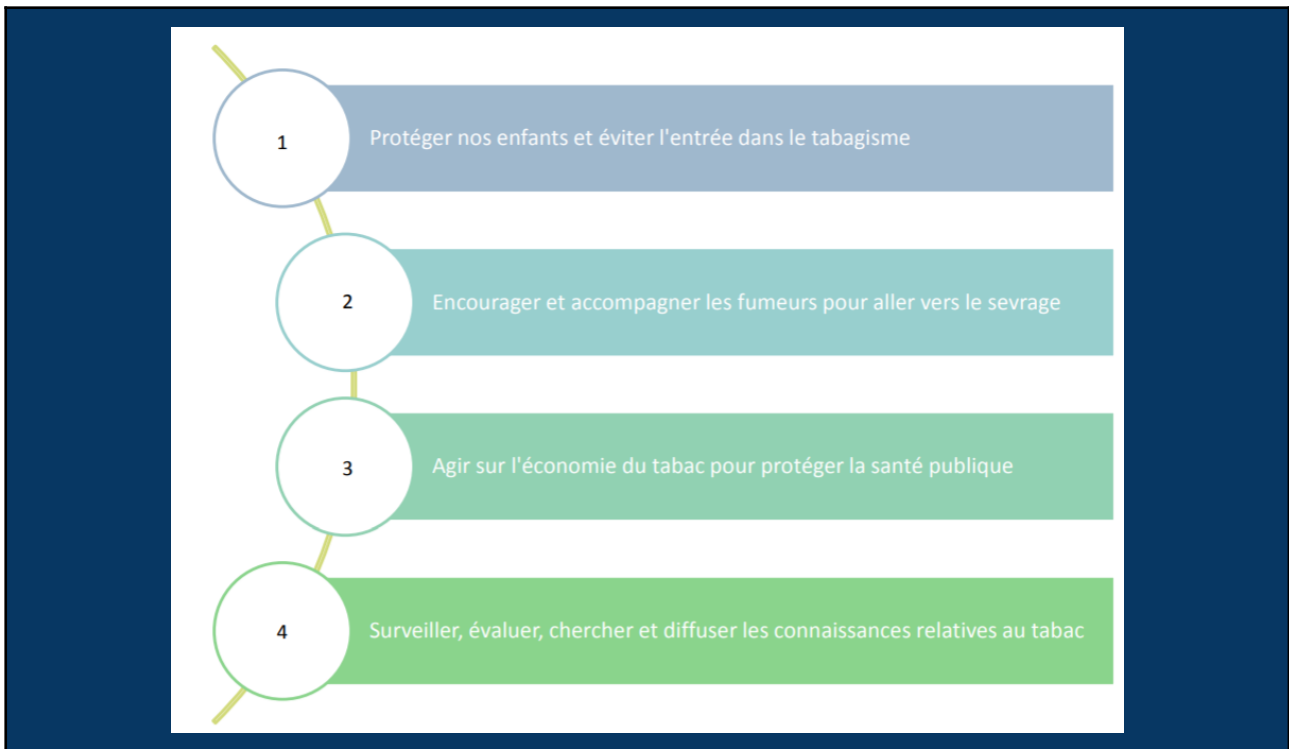 1
Protéger nos enfants et éviter l'entrée dans le tabagisme
2
Encourager et accompagner les fumeurs pour aller vers le sevrage
3
Agir sur l'économie du tabac pour protéger la santé publique
4
Surveiller, évaluer, chercher et diffuser les connaissances relatives au tabac